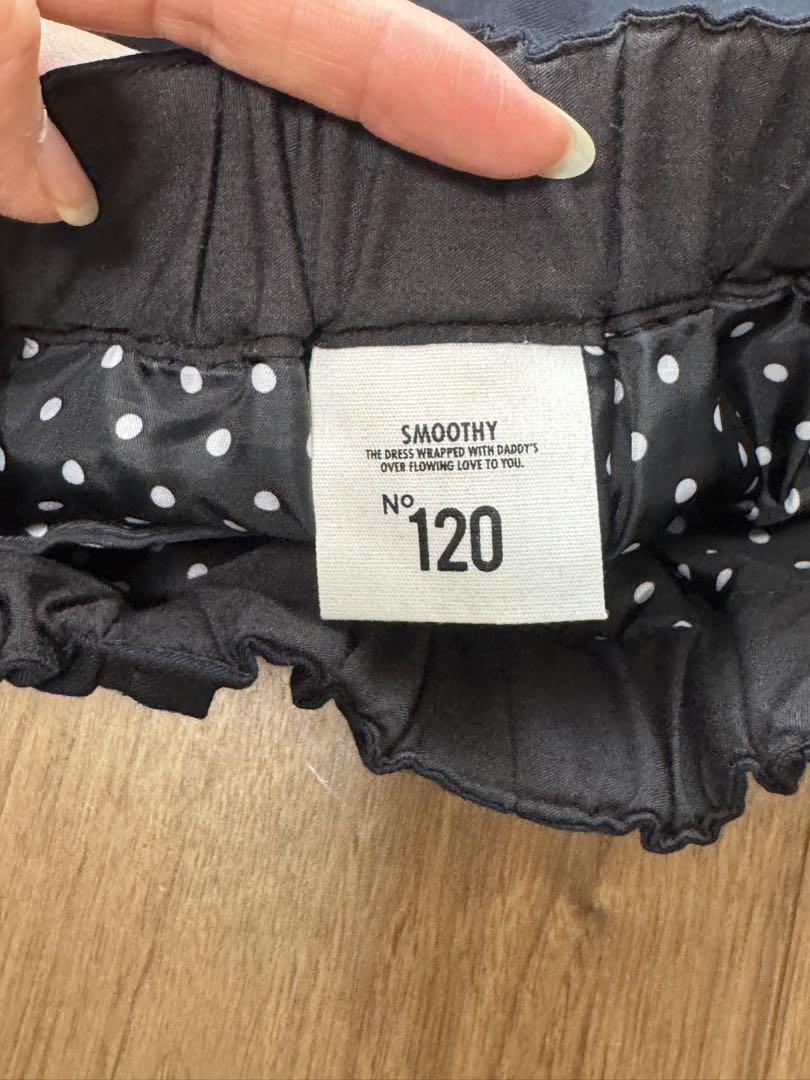 SMOOTHY
THE DRESS WRAPPED WITH DADDY'S
OVER FLOWING LOVE TO YOU.
No 120